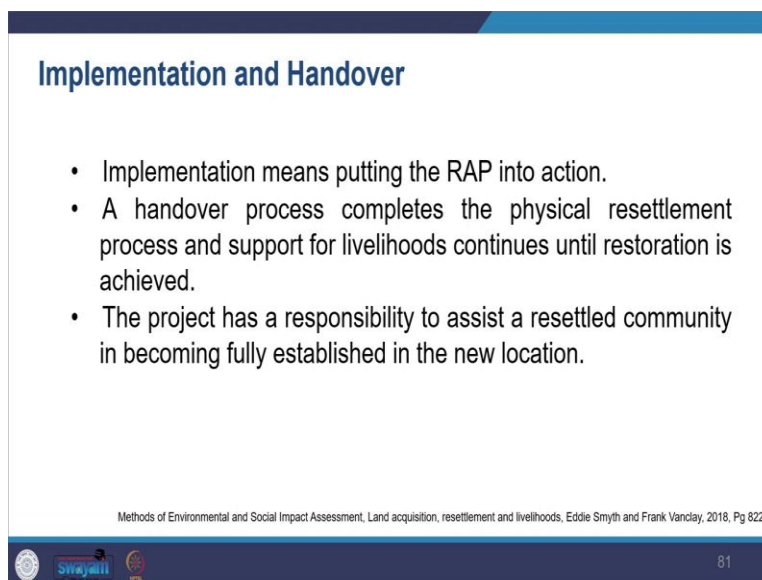 Implementation and Handover
• Implementation means putting the RAP into action.
• A handover process completes the physical resettlement
process and support for livelihoods continues until restoration is
achieved.
• The project has a responsibility to assist a resettled community
in becoming fully established in the new location.
Methods of Environmental and Social Impact Assessment, Land acquisition, resettlement and livelihoods, Eddie Smyth and Frank Vanclay, 2018, Pg 822
swayam
81